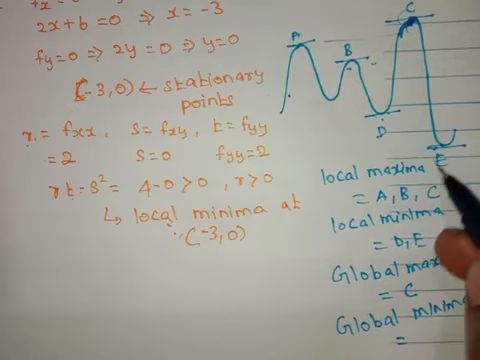 2x+b=0 ⇒ x=-3
fy=0 ⇒ 2y=0 ⇒ y=0
(-3,0) ← stationary
points
r = fxx, s = fxy, t = fyy
= 2 s=0 fyy=2
rt - s² = 4-0 >0, r>0
↳ local minima at
(-3,0)
A
B
C
D
E
local maxima
= A, B, C
local minima
= D, E
Global max
= C
Global minima
=